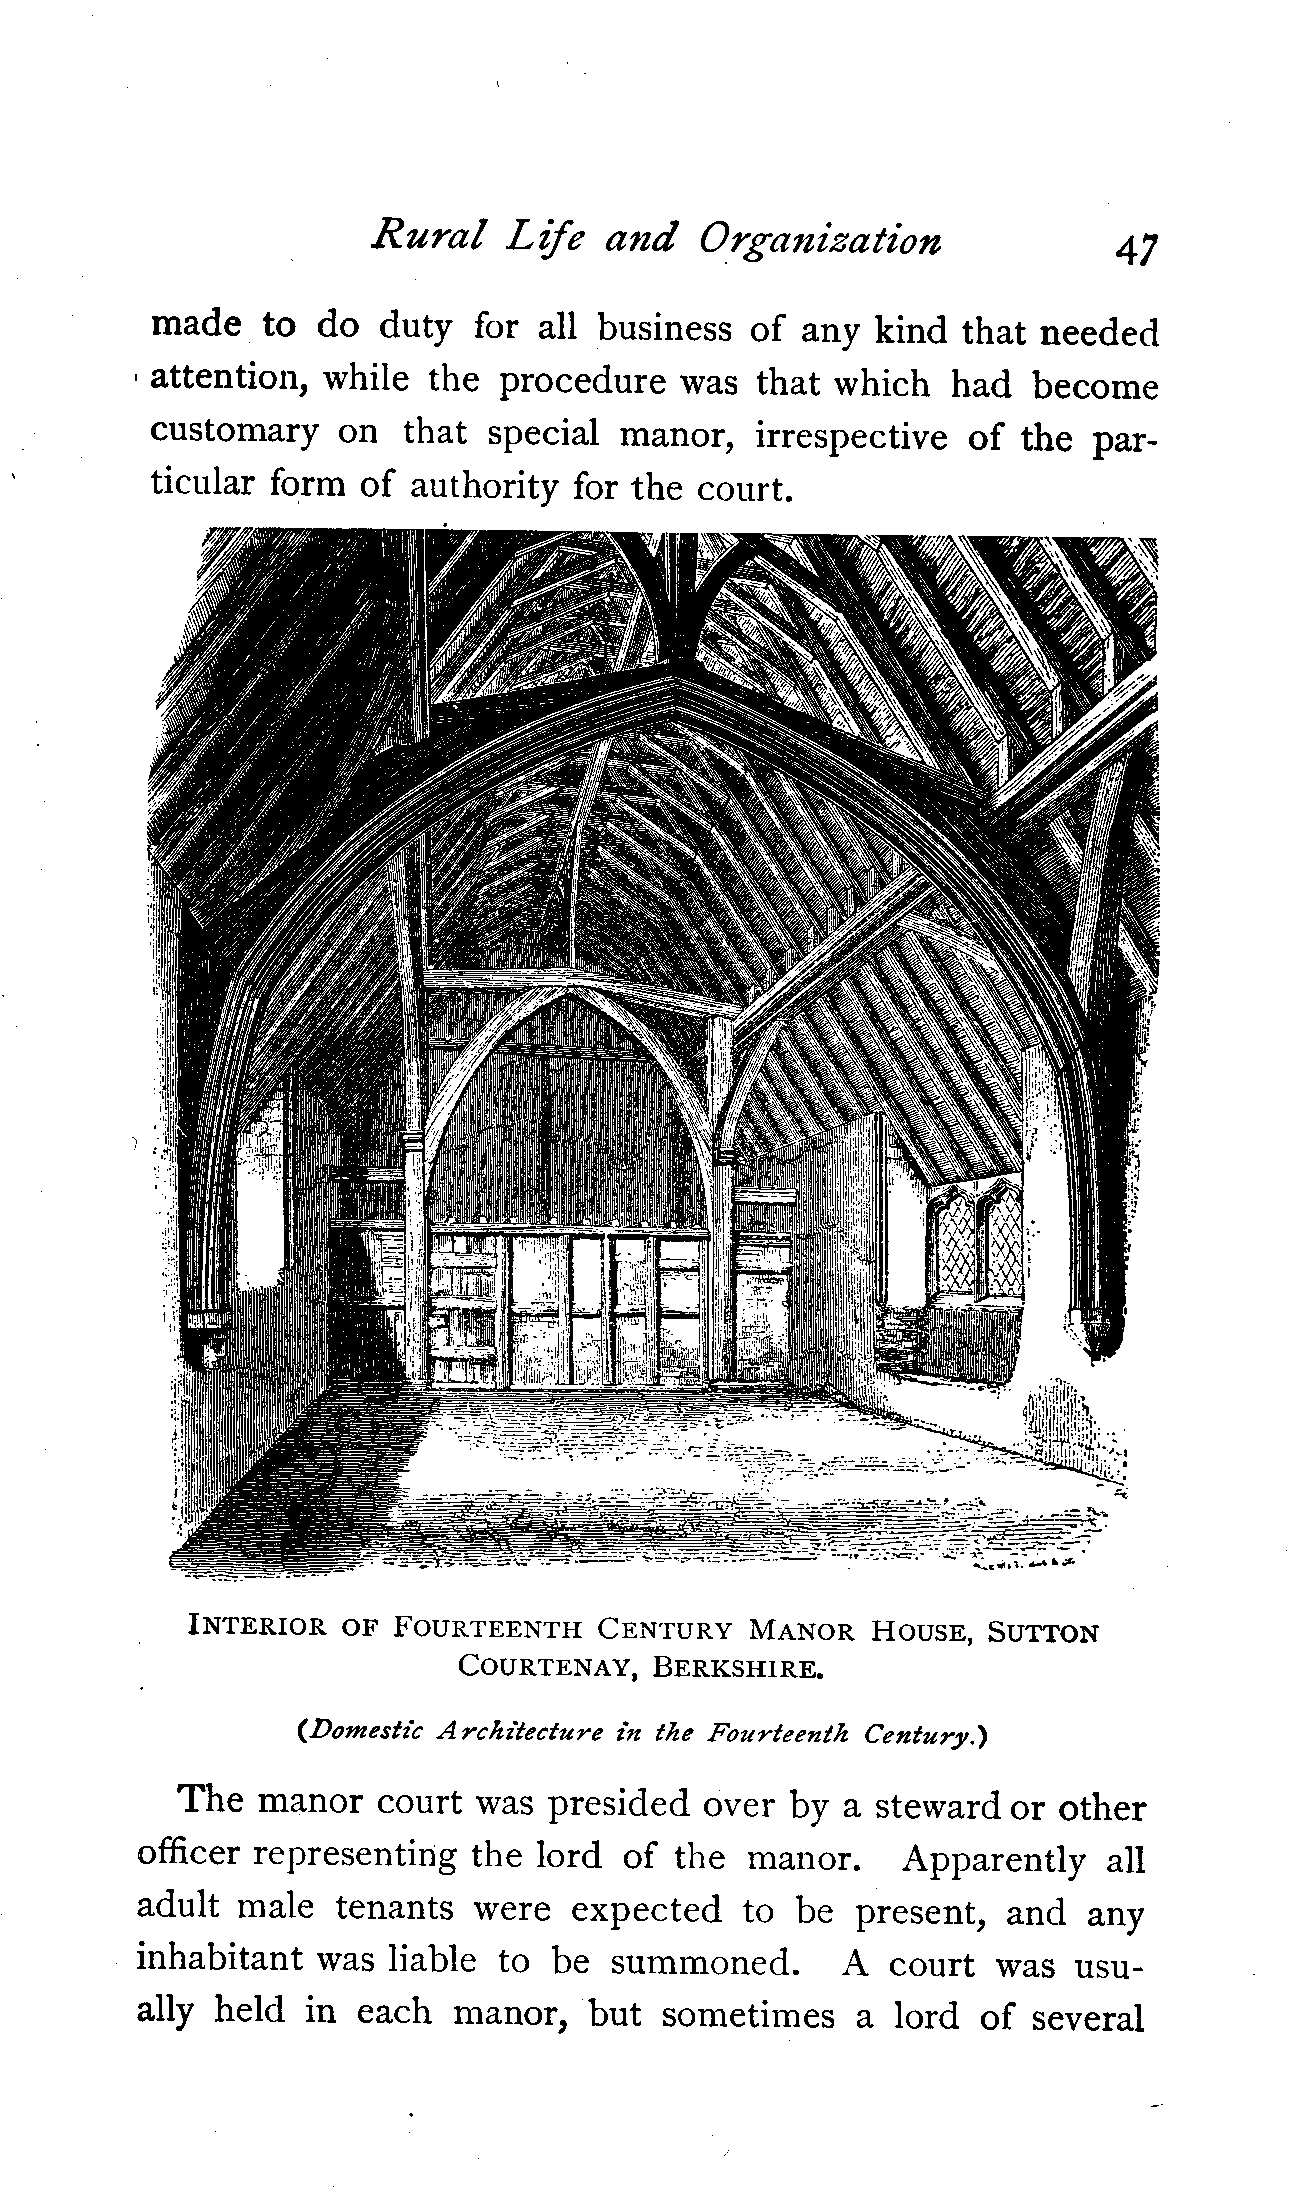 Rural Life and Organization 47
made to do duty for all business of any kind that needed
attention, while the procedure was that which had become
customary on that special manor, irrespective of the par-
ticular form of authority for the court.
INTERIOR OF FOURTEENTH CENTURY MANOR HOUSE, SUTTON
COURTENAY, BERKSHIRE.
(Domestic Architecture in the Fourteenth Century.)
The manor court was presided over by a steward or other
officer representing the lord of the manor. Apparently all
adult male tenants were expected to be present, and any
inhabitant was liable to be summoned. A court was usu-
ally held in each manor, but sometimes a lord of several